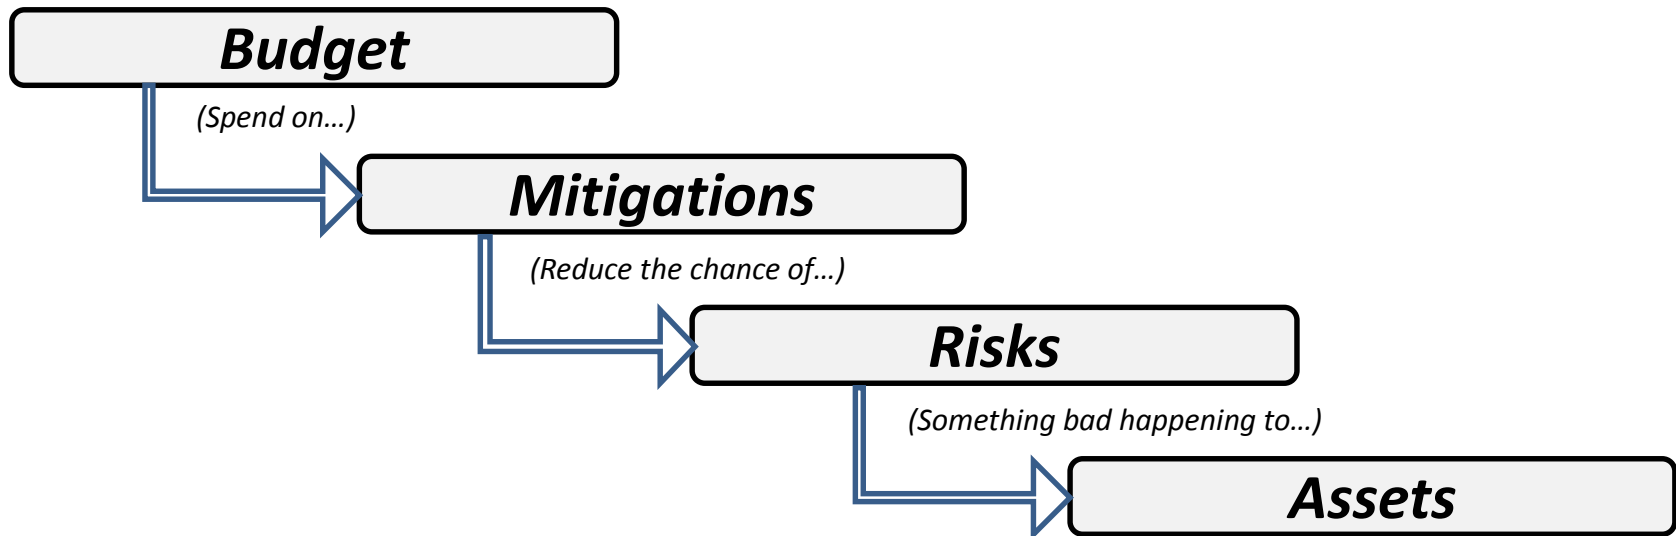 Budget
(Spend on…)
Mitigations
(Reduce the chance of…)
Risks
(Something bad happening to…)
Assets